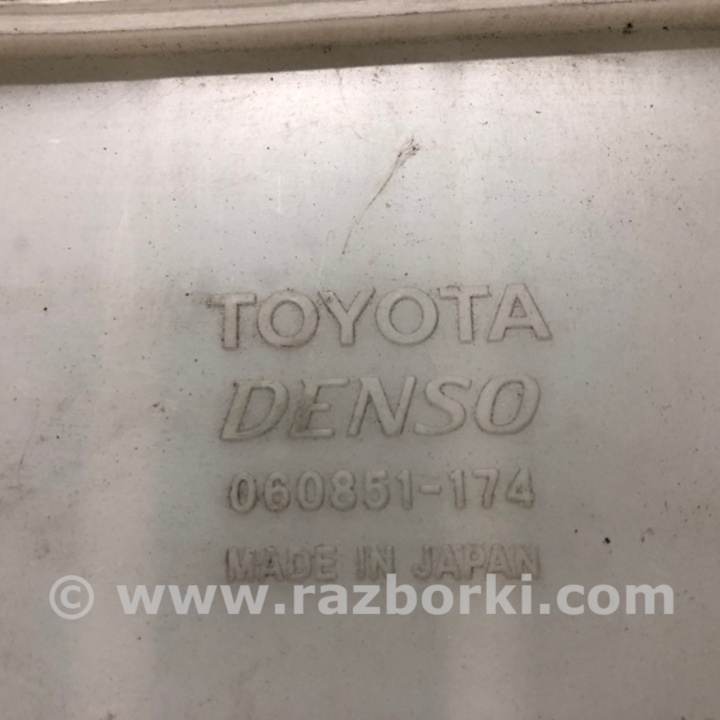 TOYOTA
DENSO
060851-174
MADE IN JAPAN
© www.razborki.com